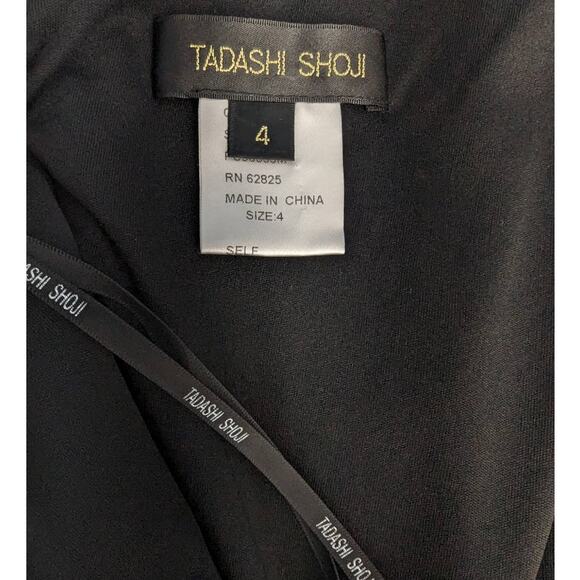 TADASHI SHOJI
4
RN 62825
MADE IN CHINA
SIZE:4
SELF
TADASHI SHOJI
TADASHI SHOJI
TADASHI SHOJI